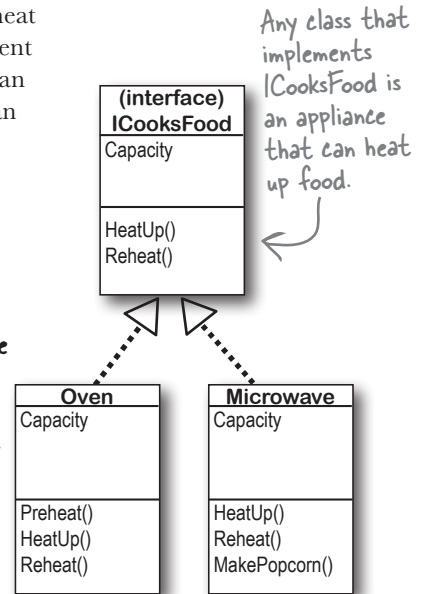 heat
ent
an
an
Any class that
implements
ICooksFood is
an appliance
that can heat
up food.
(interface)
ICooksFood
Capacity
HeatUp()
Reheat()
e
Oven
Capacity
Preheat()
HeatUp()
Reheat()
Microwave
Capacity
HeatUp()
Reheat()
MakePopcorn()